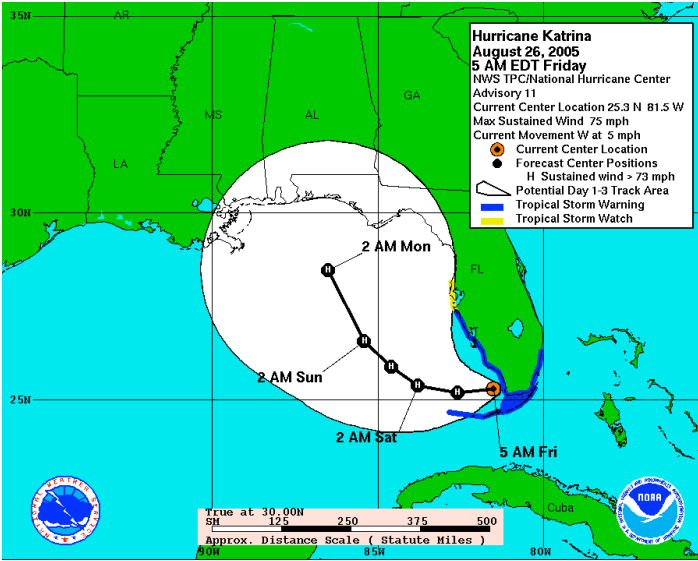 35N
AR
Hurricane Katrina
August 26, 2005
5 AM EDT Friday
NWS TPC/National Hurricane Center
Advisory 11
Current Center Location 25.3 N 81.5 W
Max Sustained Wind 75 mph
Current Movement W at 5 mph
Current Center Location
Forecast Center Positions
H Sustained wind > 73 mph
Potential Day 1-3 Track Area
Tropical Storm Warning
Tropical Storm Watch
GA
MS
AL
LA
30N
2 AM Mon
FL
H
H
2 AM Sun
H
H
H
25N
2 AM Sat
5 AM Fri
NATIONAL WEATHER SERVICE
NOAA
Cuba
True at 30.00N
SM 125 250 375 500
Approx. Distance Scale ( Statute Miles )
90W
85W
80W